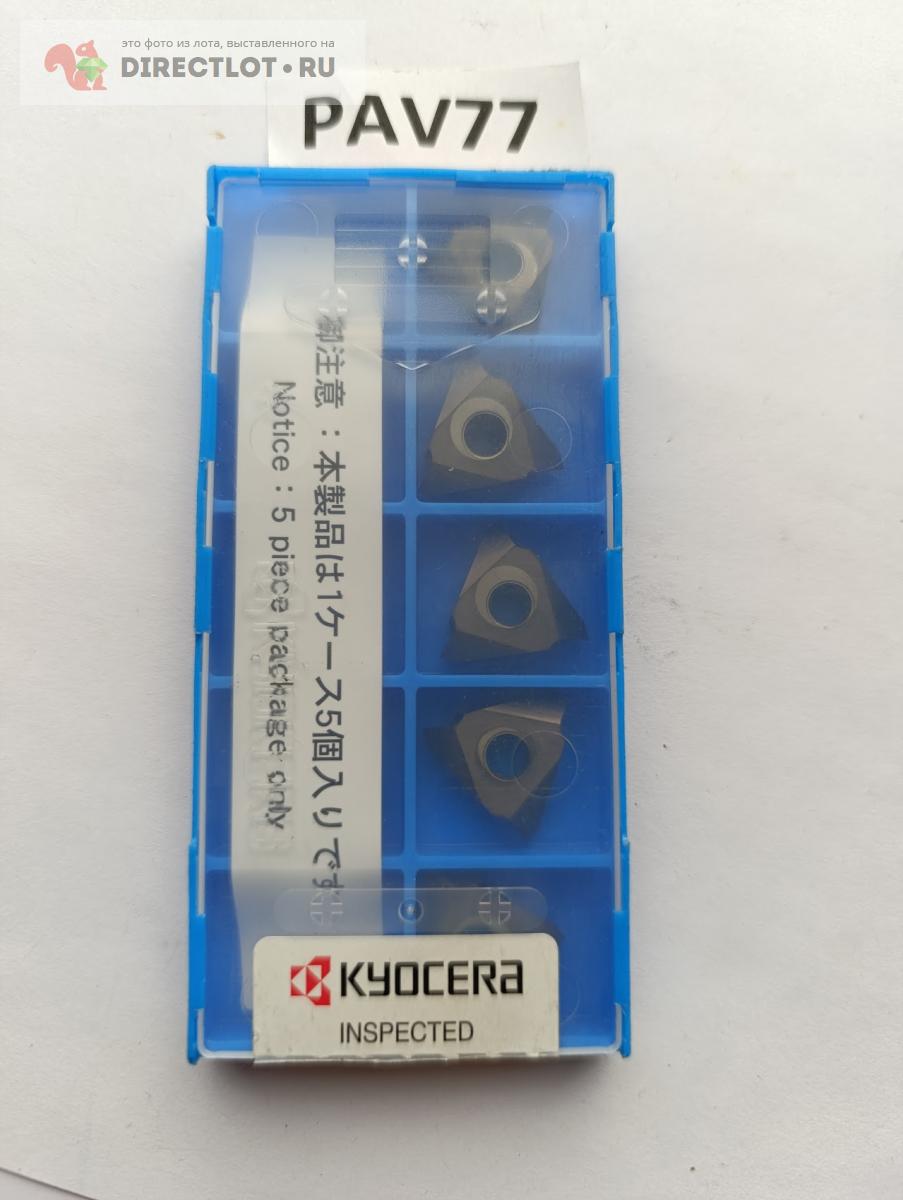 это фото из лота, выставленного на
DIRECTLOT•RU
PAV77
御注意：本製品は1ケース5個入りです
Notice : 5 piece package only
KYOCERA
INSPECTED